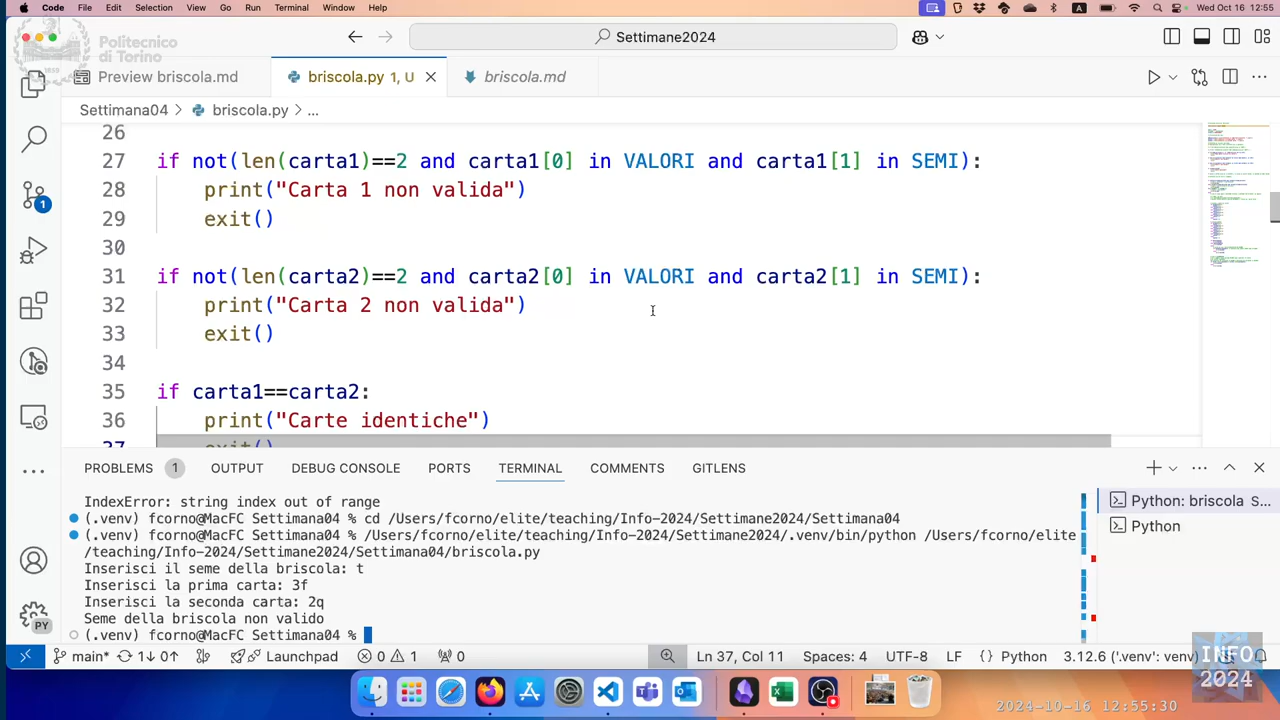 Code File Edit Selection View Go Run Terminal Window Help Wed Oct 16 12:55
Politecnico
di Torino
Settimane2024
Preview briscola.md briscola.py 1, U briscola.md
Settimana04 > briscola.py > ...
26
27 if not(len(carta1)==2 and carta1[0] in VALORI and carta1[1] in SEMI):
28 print("Carta 1 non valida")
29 exit()
30
31 if not(len(carta2)==2 and carta2[0] in VALORI and carta2[1] in SEMI):
32 print("Carta 2 non valida")
33 exit()
34
35 if carta1==carta2:
36 print("Carte identiche")
37 exit()
PROBLEMS 1 OUTPUT DEBUG CONSOLE PORTS TERMINAL COMMENTS GITLENS
IndexError: string index out of range
(.venv) fcorno@MacFC Settimana04 % cd /Users/fcorno/elite/teaching/Info-2024/Settimane2024/Settimana04
(.venv) fcorno@MacFC Settimana04 % /Users/fcorno/elite/teaching/Info-2024/Settimane2024/.venv/bin/python /Users/fcorno/elite
/teaching/Info-2024/Settimane2024/Settimana04/briscola.py
Inserisci il seme della briscola: t
Inserisci la prima carta: 3f
Inserisci la seconda carta: 2q
Seme della briscola non valido
(.venv) fcorno@MacFC Settimana04 %
Python: briscola S...
Python
1
PY
main* 1↓ 0↑ Launchpad 0 1 0 Ln 37, Col 11 Spaces: 4 UTF-8 LF {} Python 3.12.6 ('.venv': venv)
INFO
2024
2024-10-16 12:55:30